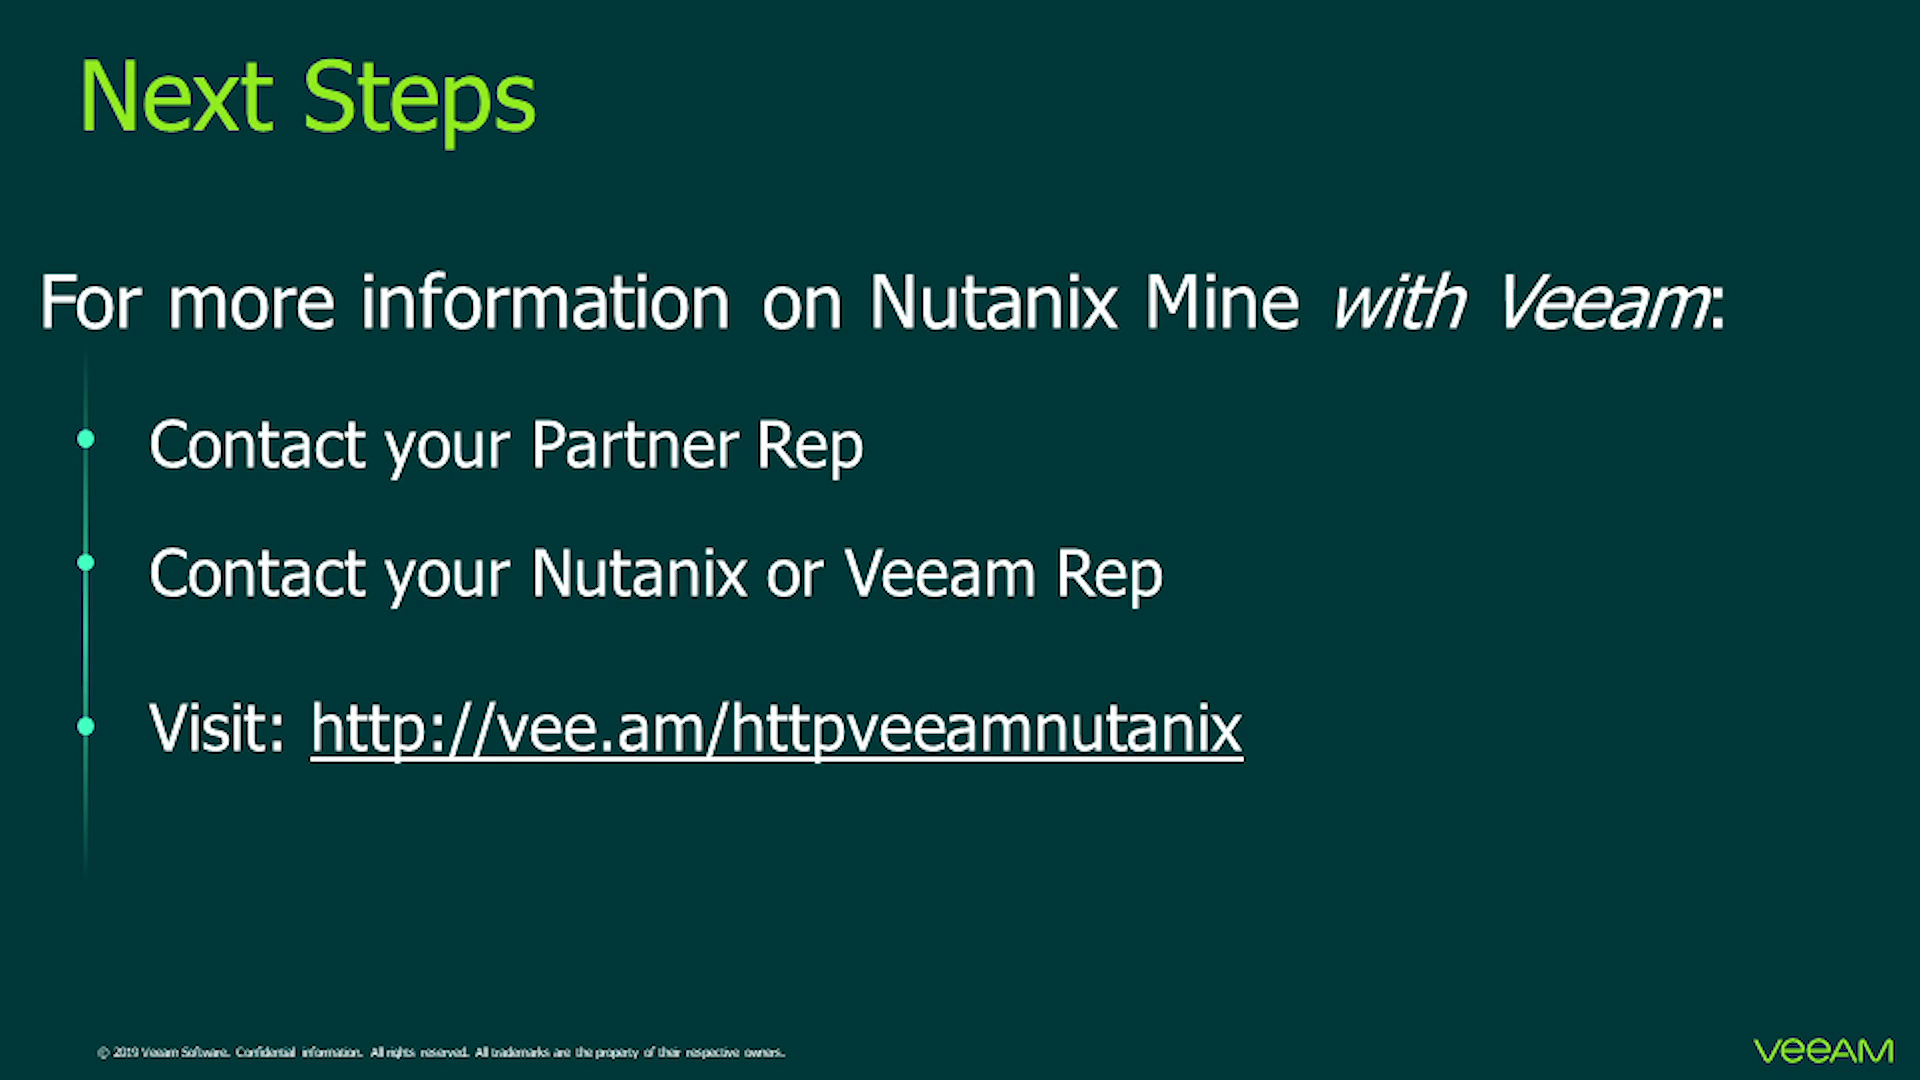 Next Steps
For more information on Nutanix Mine with Veeam:
Contact your Partner Rep
Contact your Nutanix or Veeam Rep
Visit: http://vee.am/httpveeamnutanix
© 2019 Veeam Software. Confidential information. All rights reserved. All trademarks are the property of their respective owners.
VEEAM